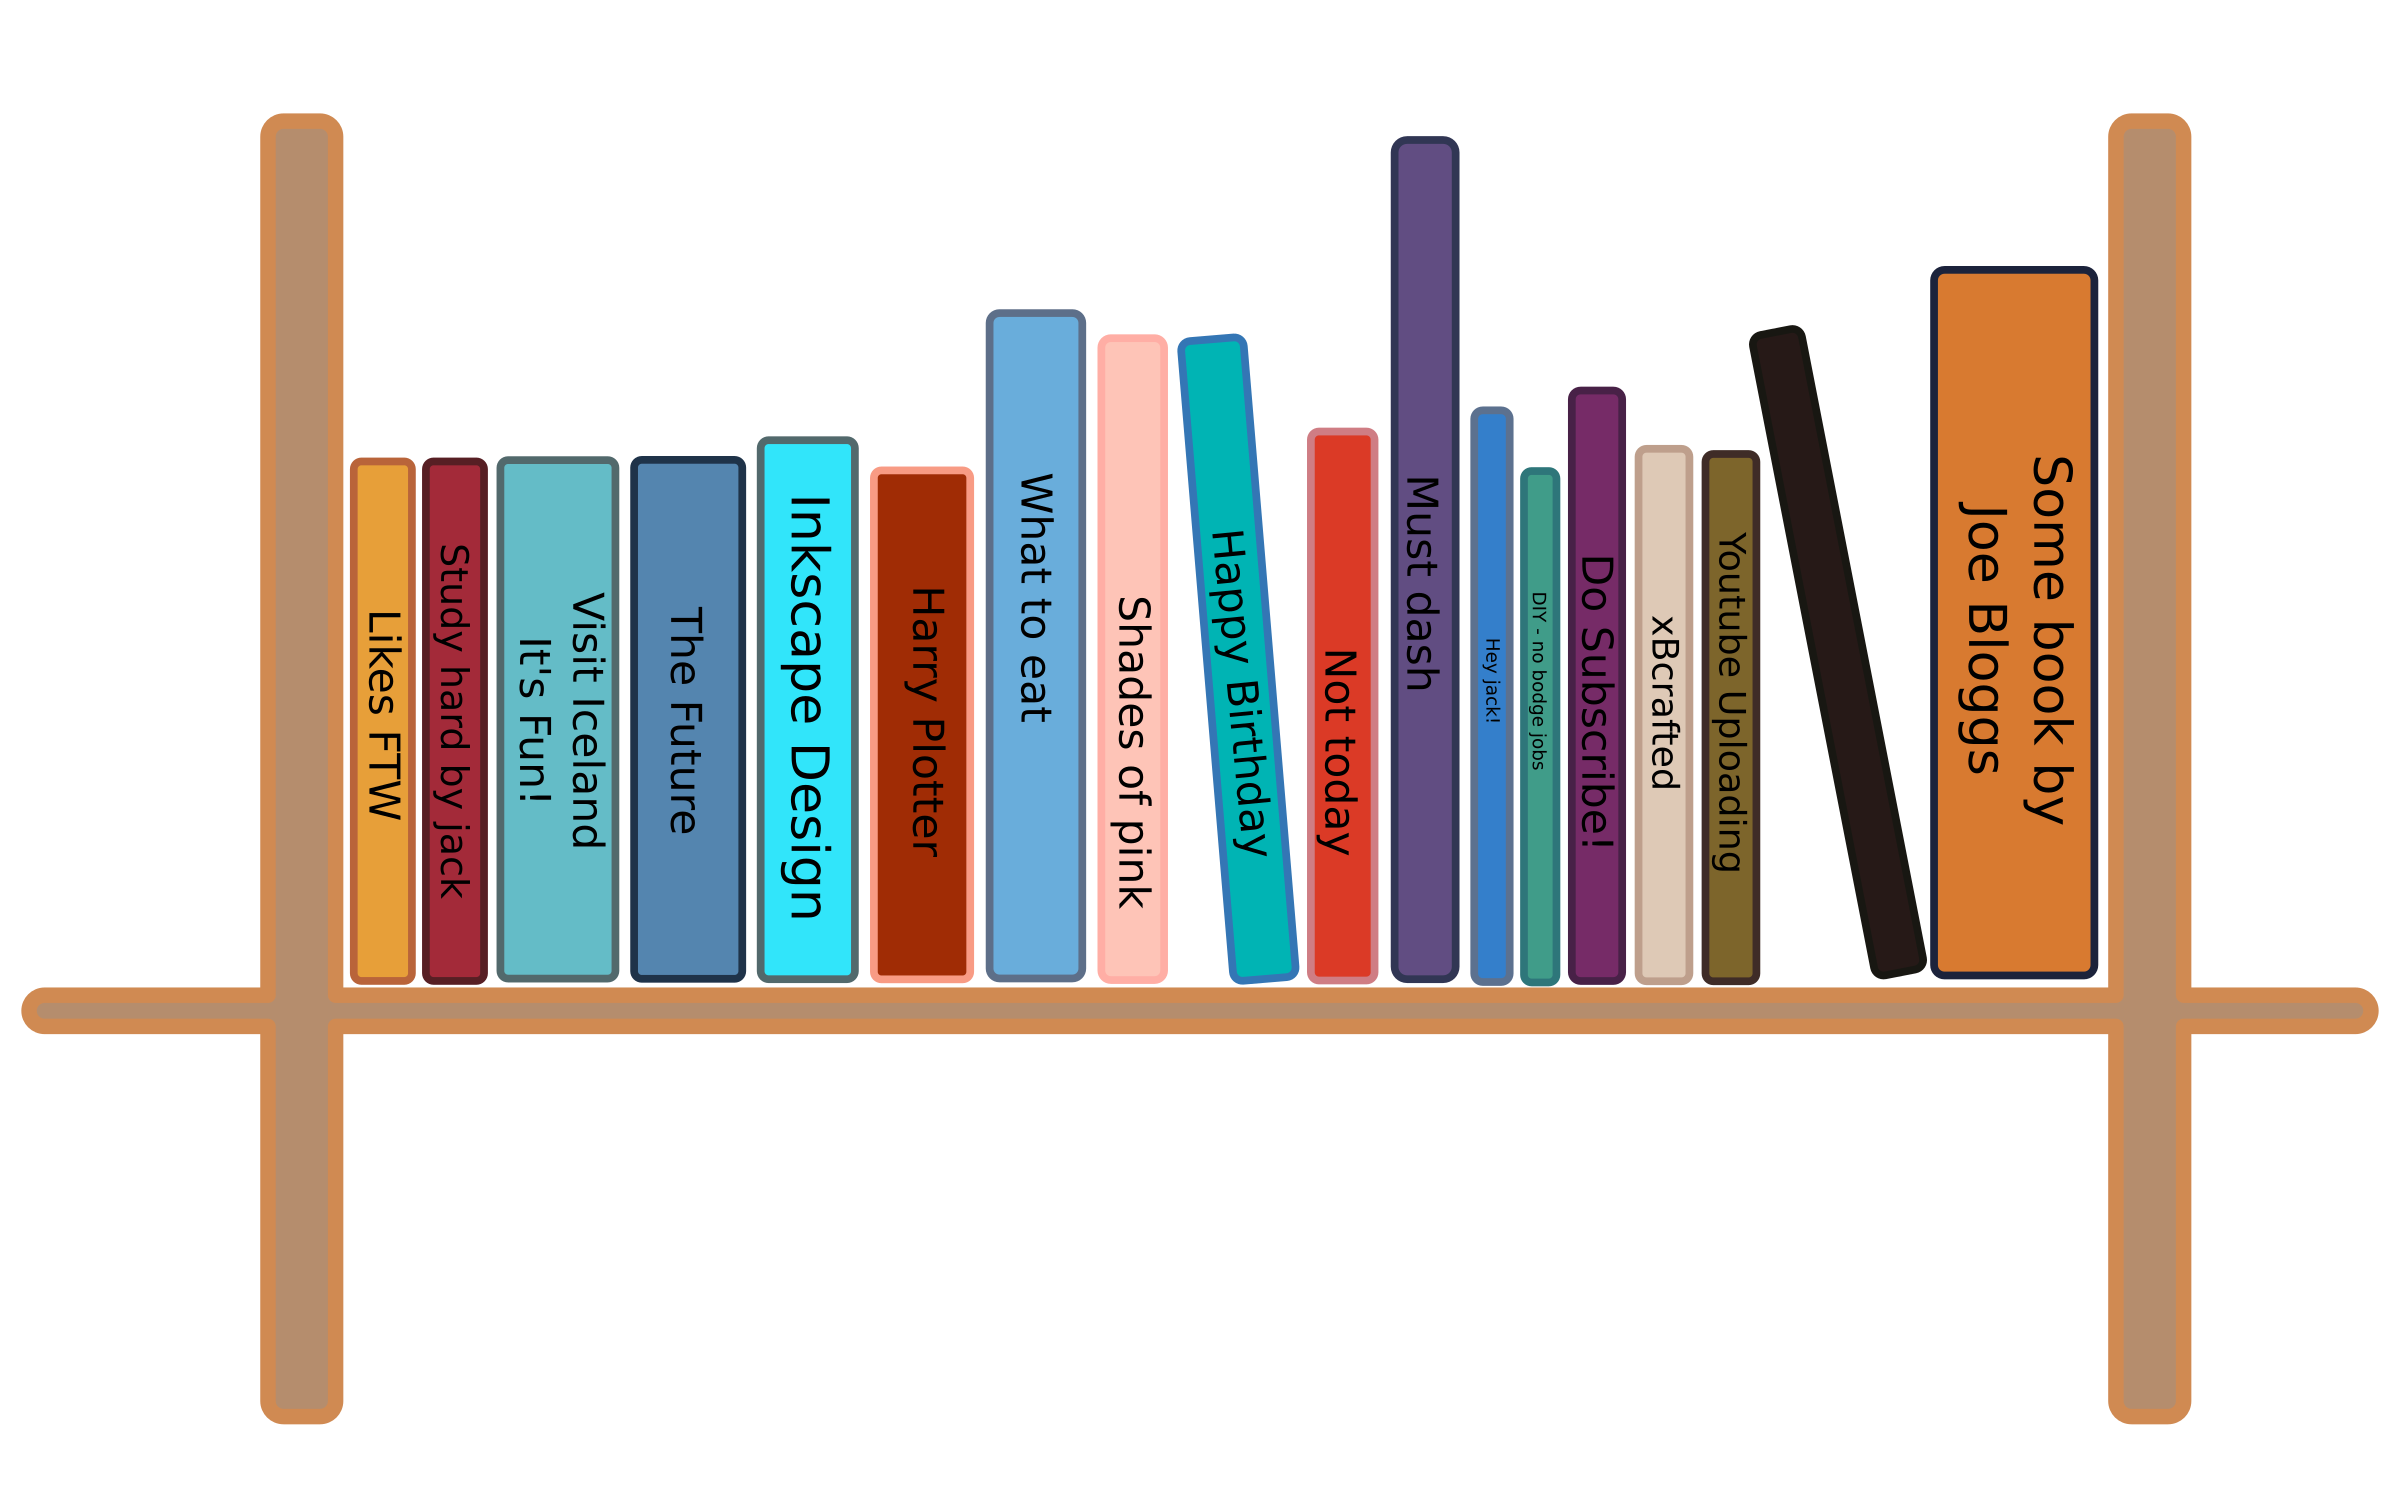 Likes FTW
Study hard by jack
Visit Iceland
It's Fun!
The Future
Inkscape Design
Harry Plotter
What to eat
Shades of pink
Happy Birthday
Not today
Must dash
Hey jack!
DIY - no bodge jobs
Do Subscribe!
xBcrafted
Youtube Uploading
Some book by
Joe Bloggs